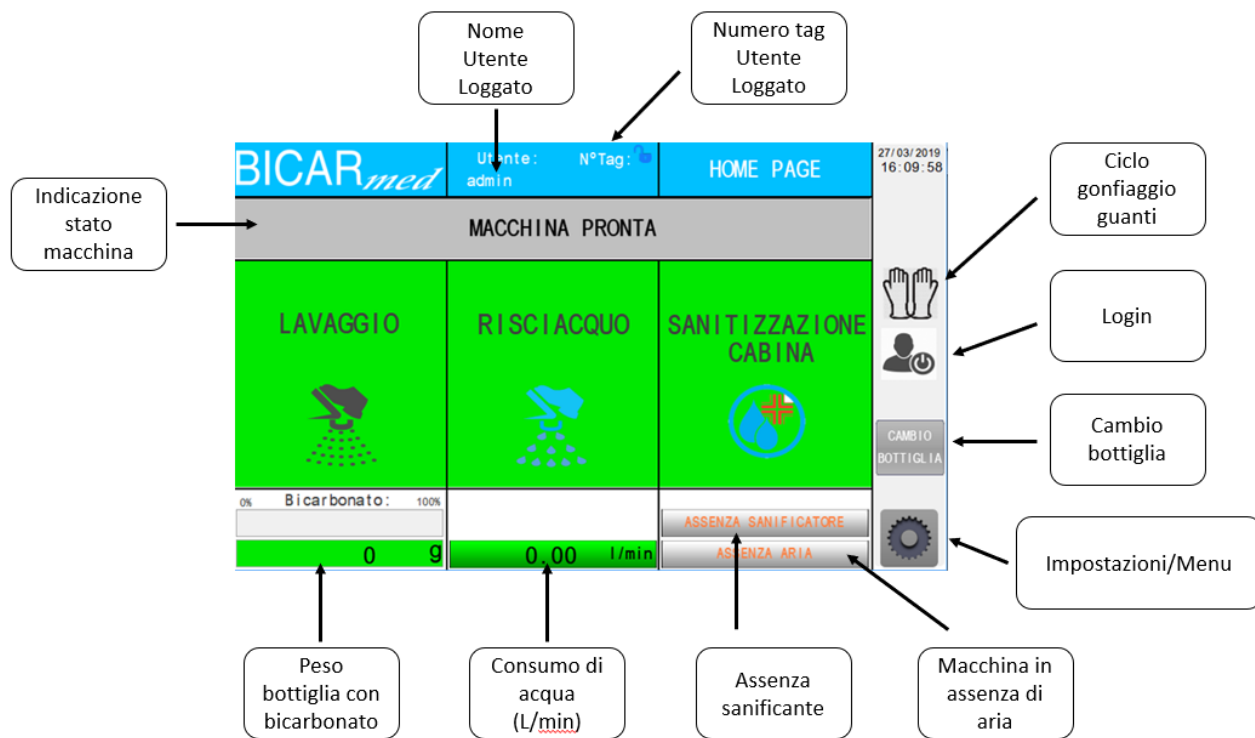 Nome
Utente
Loggato
Numero tag
Utente
Loggato
BICARmed
Utente:
N°Tag:
admin
HOME PAGE
27/03/2019
16:09:58
Indicazione
stato
macchina
MACCHINA PRONTA
Ciclo
gonfiaggio
guanti
LAVAGGIO
RISCIACQUO
SANITIZZAZIONE
CABINA
Login
CAMBIO
BOTTIGLIA
Cambio
bottiglia
0% Bicarbonato: 100%
0 g
0.00 l/min
ASSENZA SANIFICATORE
ASSENZA ARIA
Impostazioni/Menu
Peso
bottiglia con
bicarbonato
Consumo di
acqua
(L/min)
Assenza
sanificante
Macchina in
assenza di
aria